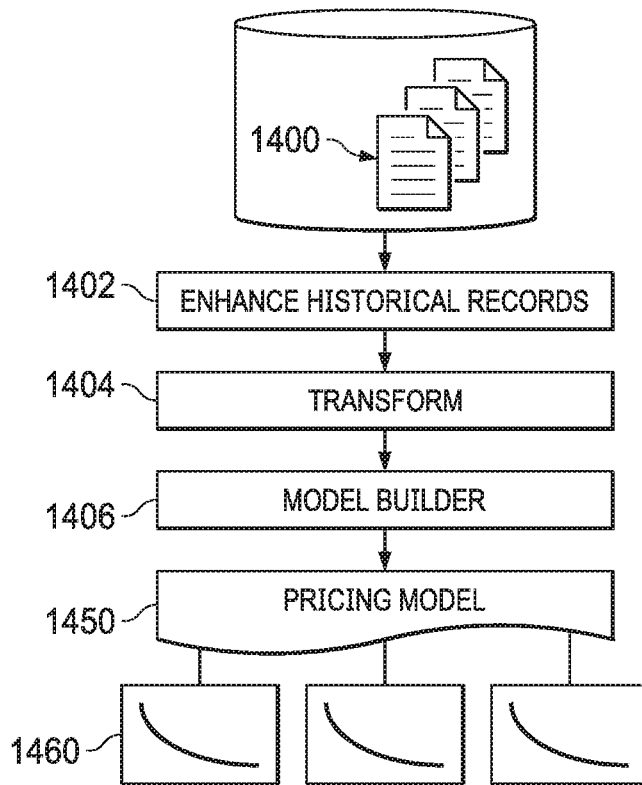 1400
1402
ENHANCE HISTORICAL RECORDS
1404
TRANSFORM
1406
MODEL BUILDER
1450
PRICING MODEL
1460